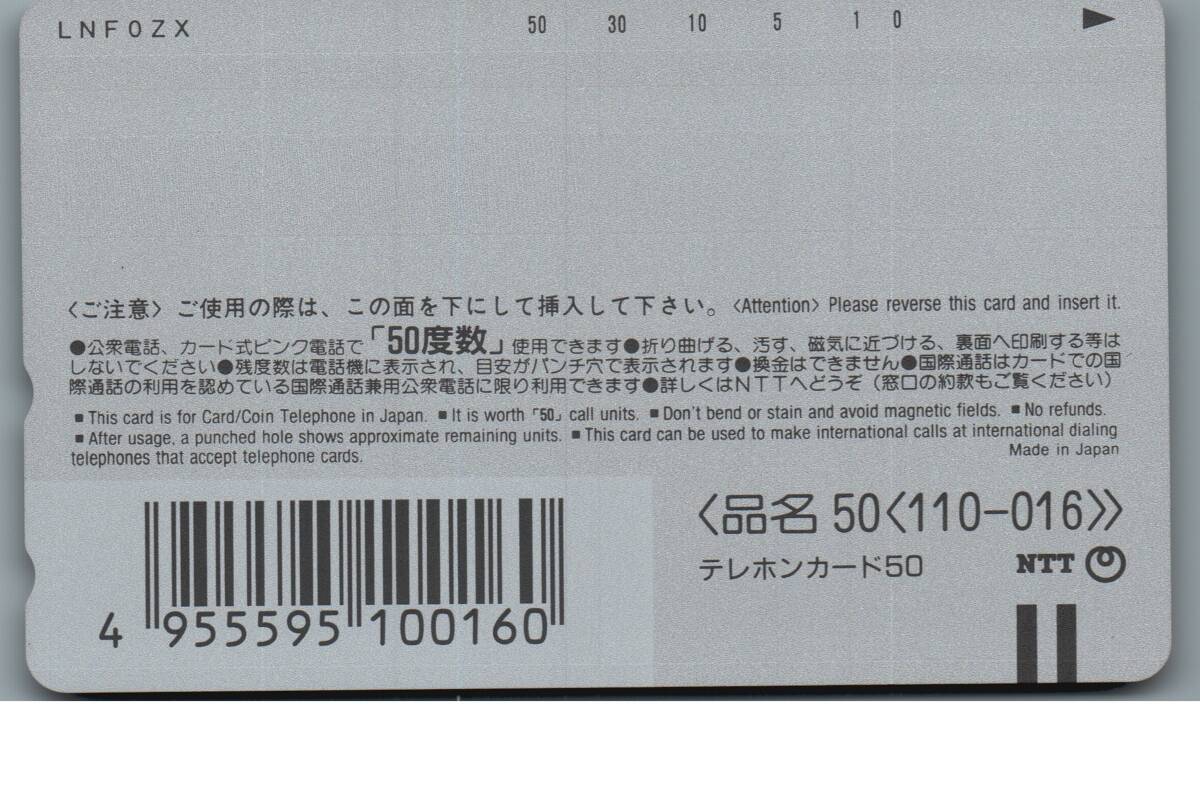 LNF0ZX 50 30 10 5 1 0 ▶
〈ご注意〉ご使用の際は、この面を下にして挿入して下さい。〈Attention〉Please reverse this card and insert it.
●公衆電話、カード式ピンク電話で「50度数」使用できます●折り曲げる、汚す、磁気に近づける、裏面へ印刷する等は
しないでください●残度数は電話機に表示され、目安がパンチ穴で表示されます●換金はできません●国際通話はカードでの国
際通話の利用を認めている国際通話兼用公衆電話に限り利用できます●詳しくはNTTへどうぞ（窓口の約款もご覧ください）
■This card is for Card/Coin Telephone in Japan. ■It is worth「50」call units. ■Don't bend or stain and avoid magnetic fields. ■No refunds.
■After usage, a punched hole shows approximate remaining units. ■This card can be used to make international calls at international dialing
telephones that accept telephone cards. Made in Japan
〈品名 50〈110-016〉〉
テレホンカード50 NTT
4 955595 100160